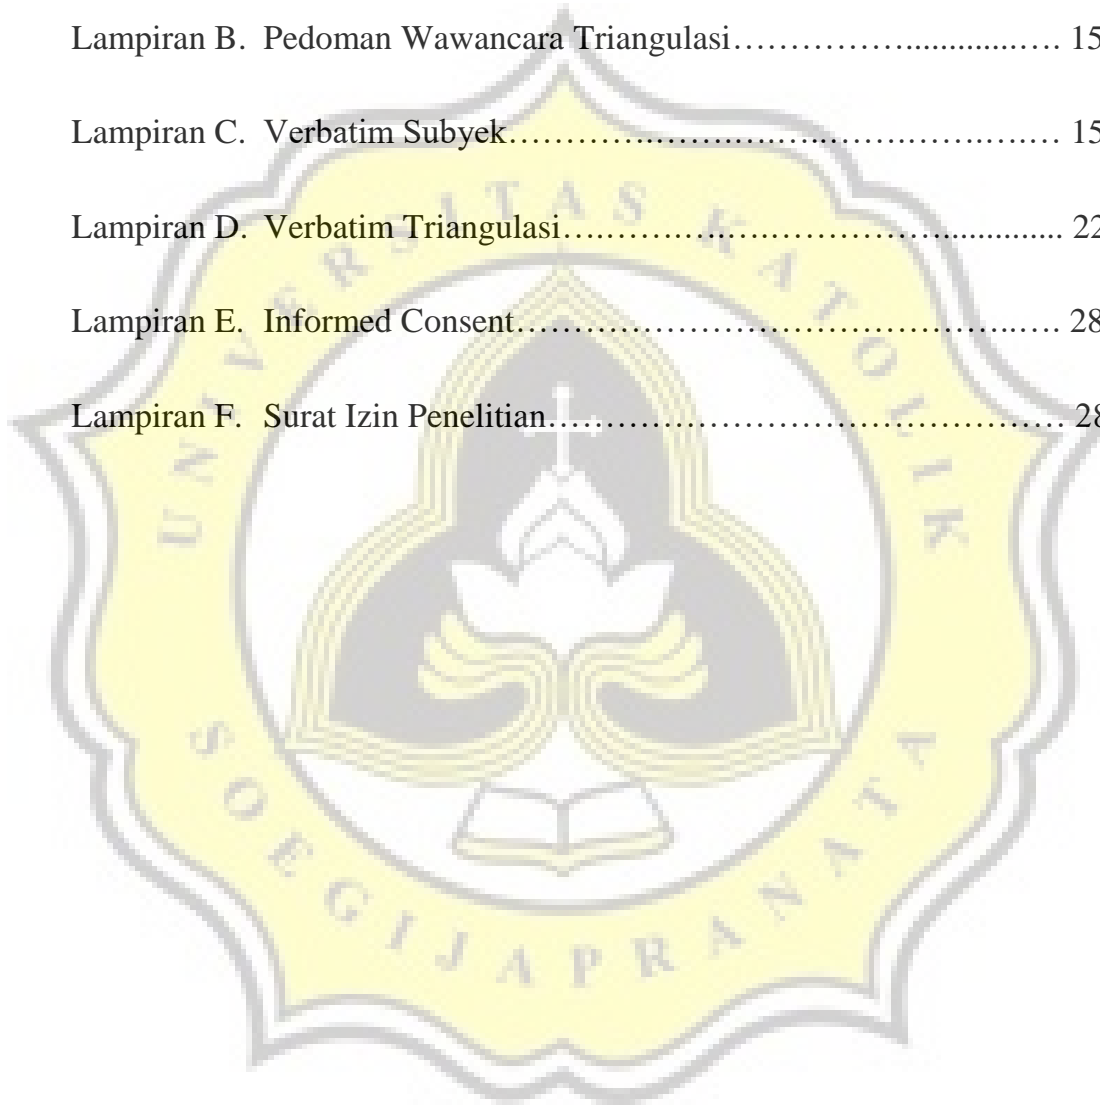 Lampiran B. Pedoman Wawancara Triangulasi……………..............…. 15
Lampiran C. Verbatim Subyek…………..………..…..……………… 15
Lampiran D. Verbatim Triangulasi….………..……………………............... 22
Lampiran E. Informed Consent……………………………………..…. 28
Lampiran F. Surat Izin Penelitian…………………………………… 28
UNIVERSITAS KATOLIK
SOEGIJAPRANATA